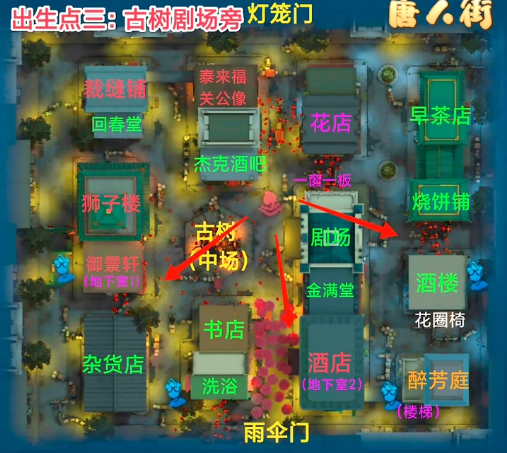 出生点三：古树剧场旁
灯笼门
唐人街
裁缝铺
回春堂
泰来福
关公像
杰克酒吧
花店
早茶店
一窗一板
狮子楼
烧饼铺
古树
（中场）
剧场
御景轩
（地下室1）
金满堂
酒楼
花圈椅
杂货店
书店
洗浴
酒店
（地下室2）
醉芳庭
（楼梯）
雨伞门